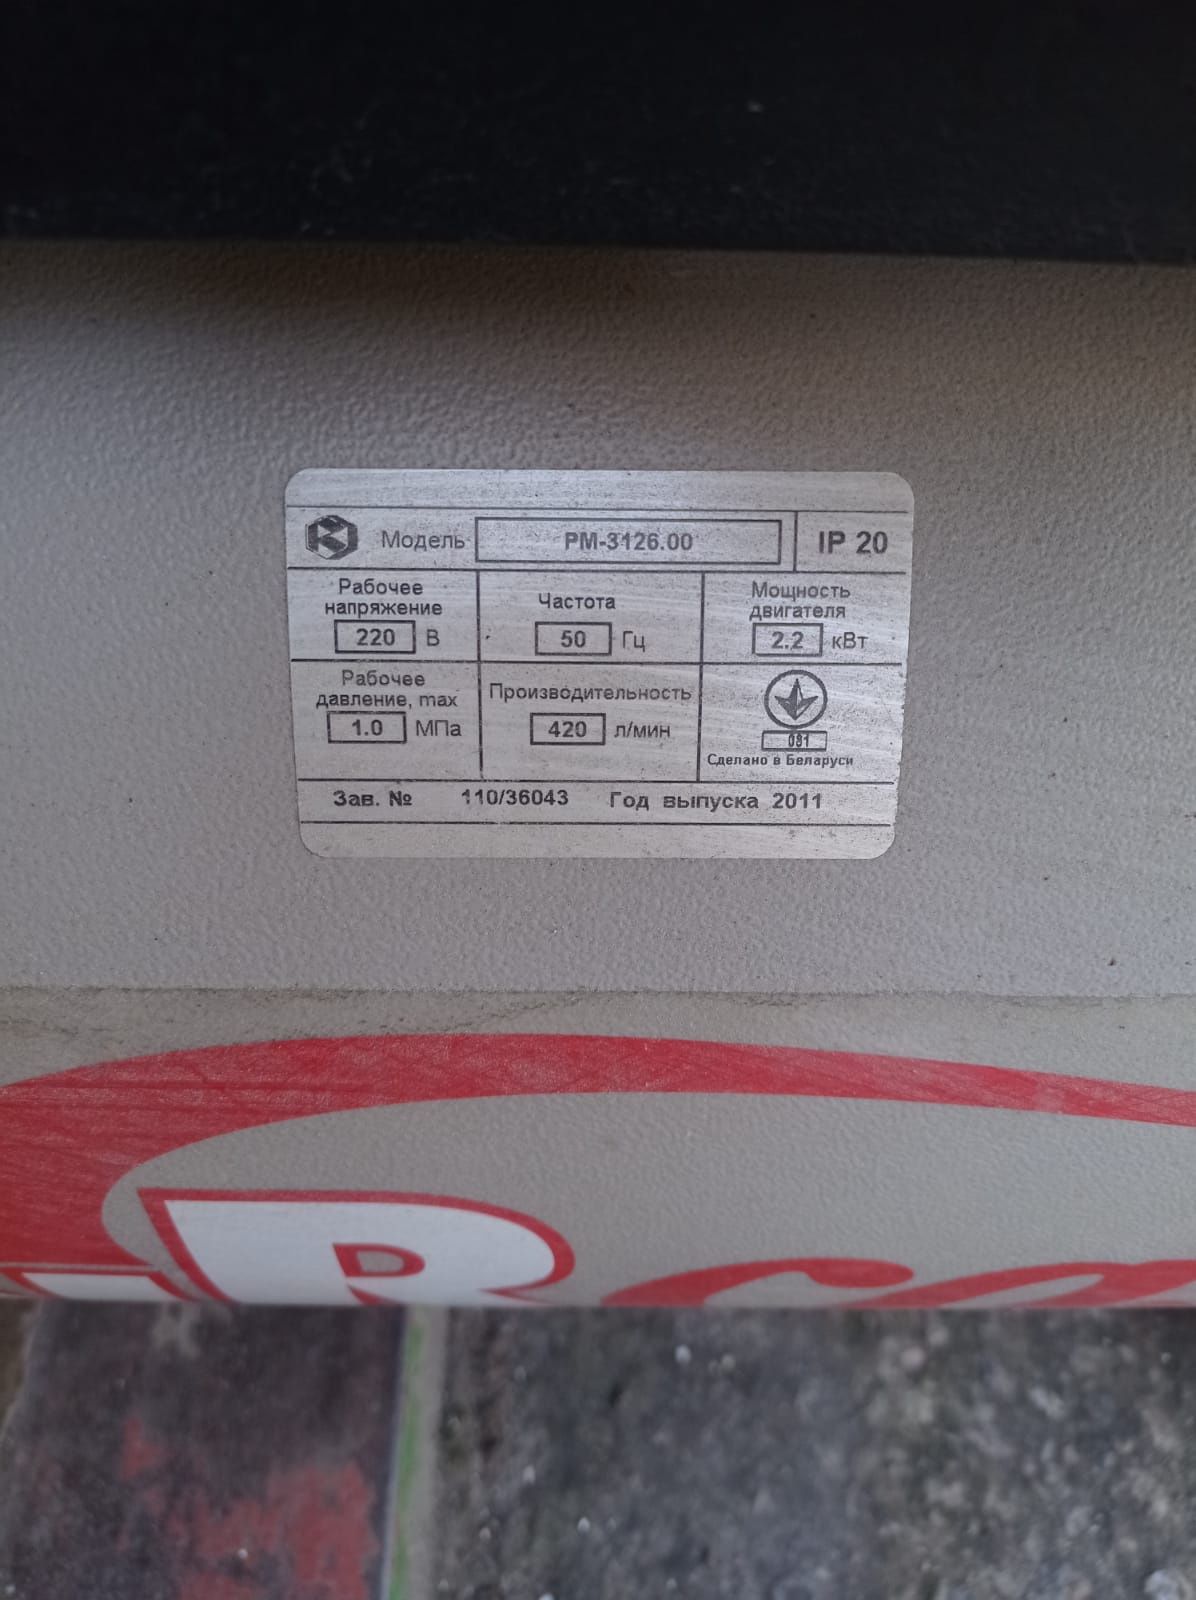 Модель РМ-3126.00 IP 20
Рабочее напряжение 220 В
Частота 50 Гц
Мощность двигателя 2.2 кВт
Рабочее давление, max 1.0 МПа
Производительность 420 л/мин
081
Сделано в Беларуси
Зав. № 110/36043 Год выпуска 2011